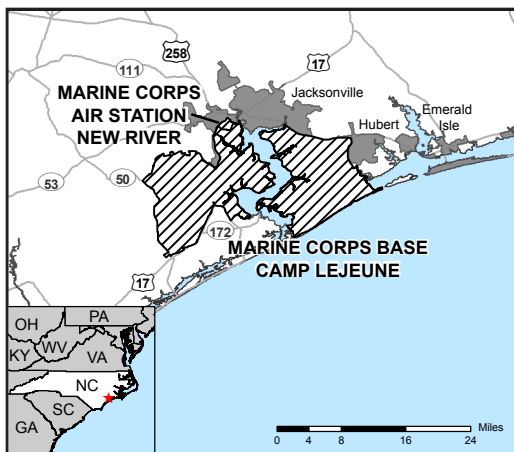 258
17
111
MARINE CORPS
AIR STATION
NEW RIVER
Jacksonville
Hubert
Emerald
Isle
53
50
172
MARINE CORPS BASE
CAMP LEJEUNE
17
OH
PA
WV
KY
VA
NC
SC
GA
Miles
0 4 8 16 24